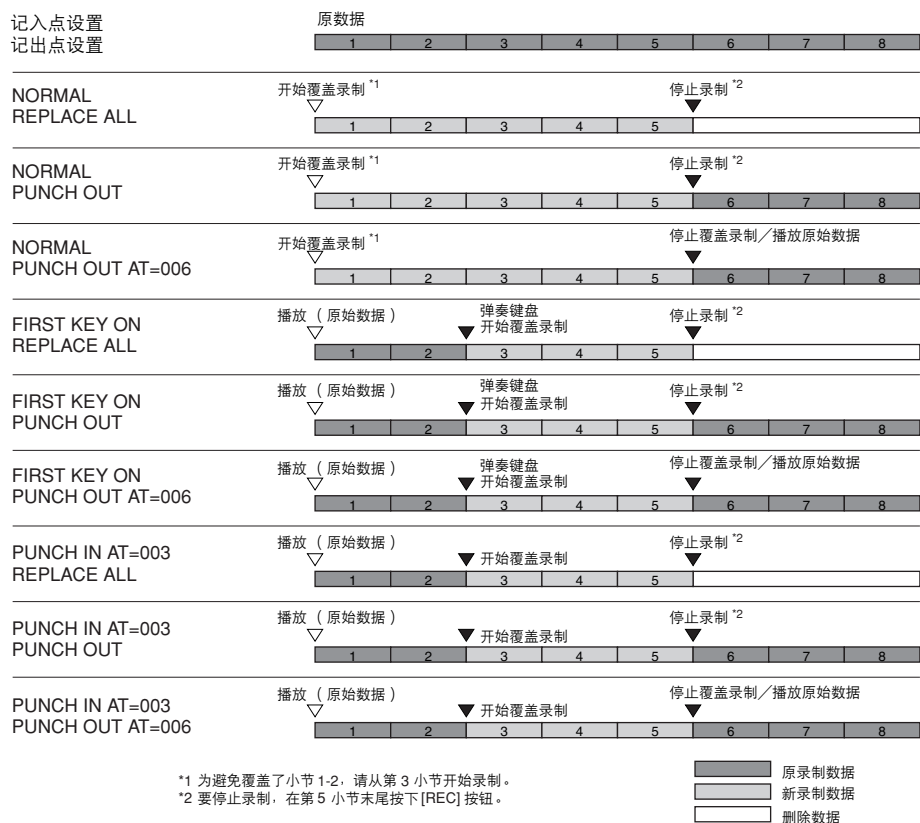 记入点设置
记出点设置
原数据
1 2 3 4 5 6 7 8
NORMAL
REPLACE ALL
开始覆盖录制 *1
停止录制 *2
1 2 3 4 5
NORMAL
PUNCH OUT
开始覆盖录制 *1
停止录制 *2
1 2 3 4 5 6 7 8
NORMAL
PUNCH OUT AT=006
开始覆盖录制 *1
停止覆盖录制／播放原始数据
1 2 3 4 5 6 7 8
FIRST KEY ON
REPLACE ALL
播放（原始数据）
弹奏键盘
开始覆盖录制
停止录制 *2
1 2 3 4 5
FIRST KEY ON
PUNCH OUT
播放（原始数据）
弹奏键盘
开始覆盖录制
停止录制 *2
1 2 3 4 5 6 7 8
FIRST KEY ON
PUNCH OUT AT=006
播放（原始数据）
弹奏键盘
开始覆盖录制
停止覆盖录制／播放原始数据
1 2 3 4 5 6 7 8
PUNCH IN AT=003
REPLACE ALL
播放（原始数据）
开始覆盖录制
停止录制 *2
1 2 3 4 5
PUNCH IN AT=003
PUNCH OUT
播放（原始数据）
开始覆盖录制
停止录制 *2
1 2 3 4 5 6 7 8
PUNCH IN AT=003
PUNCH OUT AT=006
播放（原始数据）
开始覆盖录制
停止覆盖录制／播放原始数据
1 2 3 4 5 6 7 8
*1 为避免覆盖了小节1-2，请从第 3 小节开始录制。
*2 要停止录制，在第 5 小节末尾按下 [REC] 按钮。
原录制数据
新录制数据
删除数据